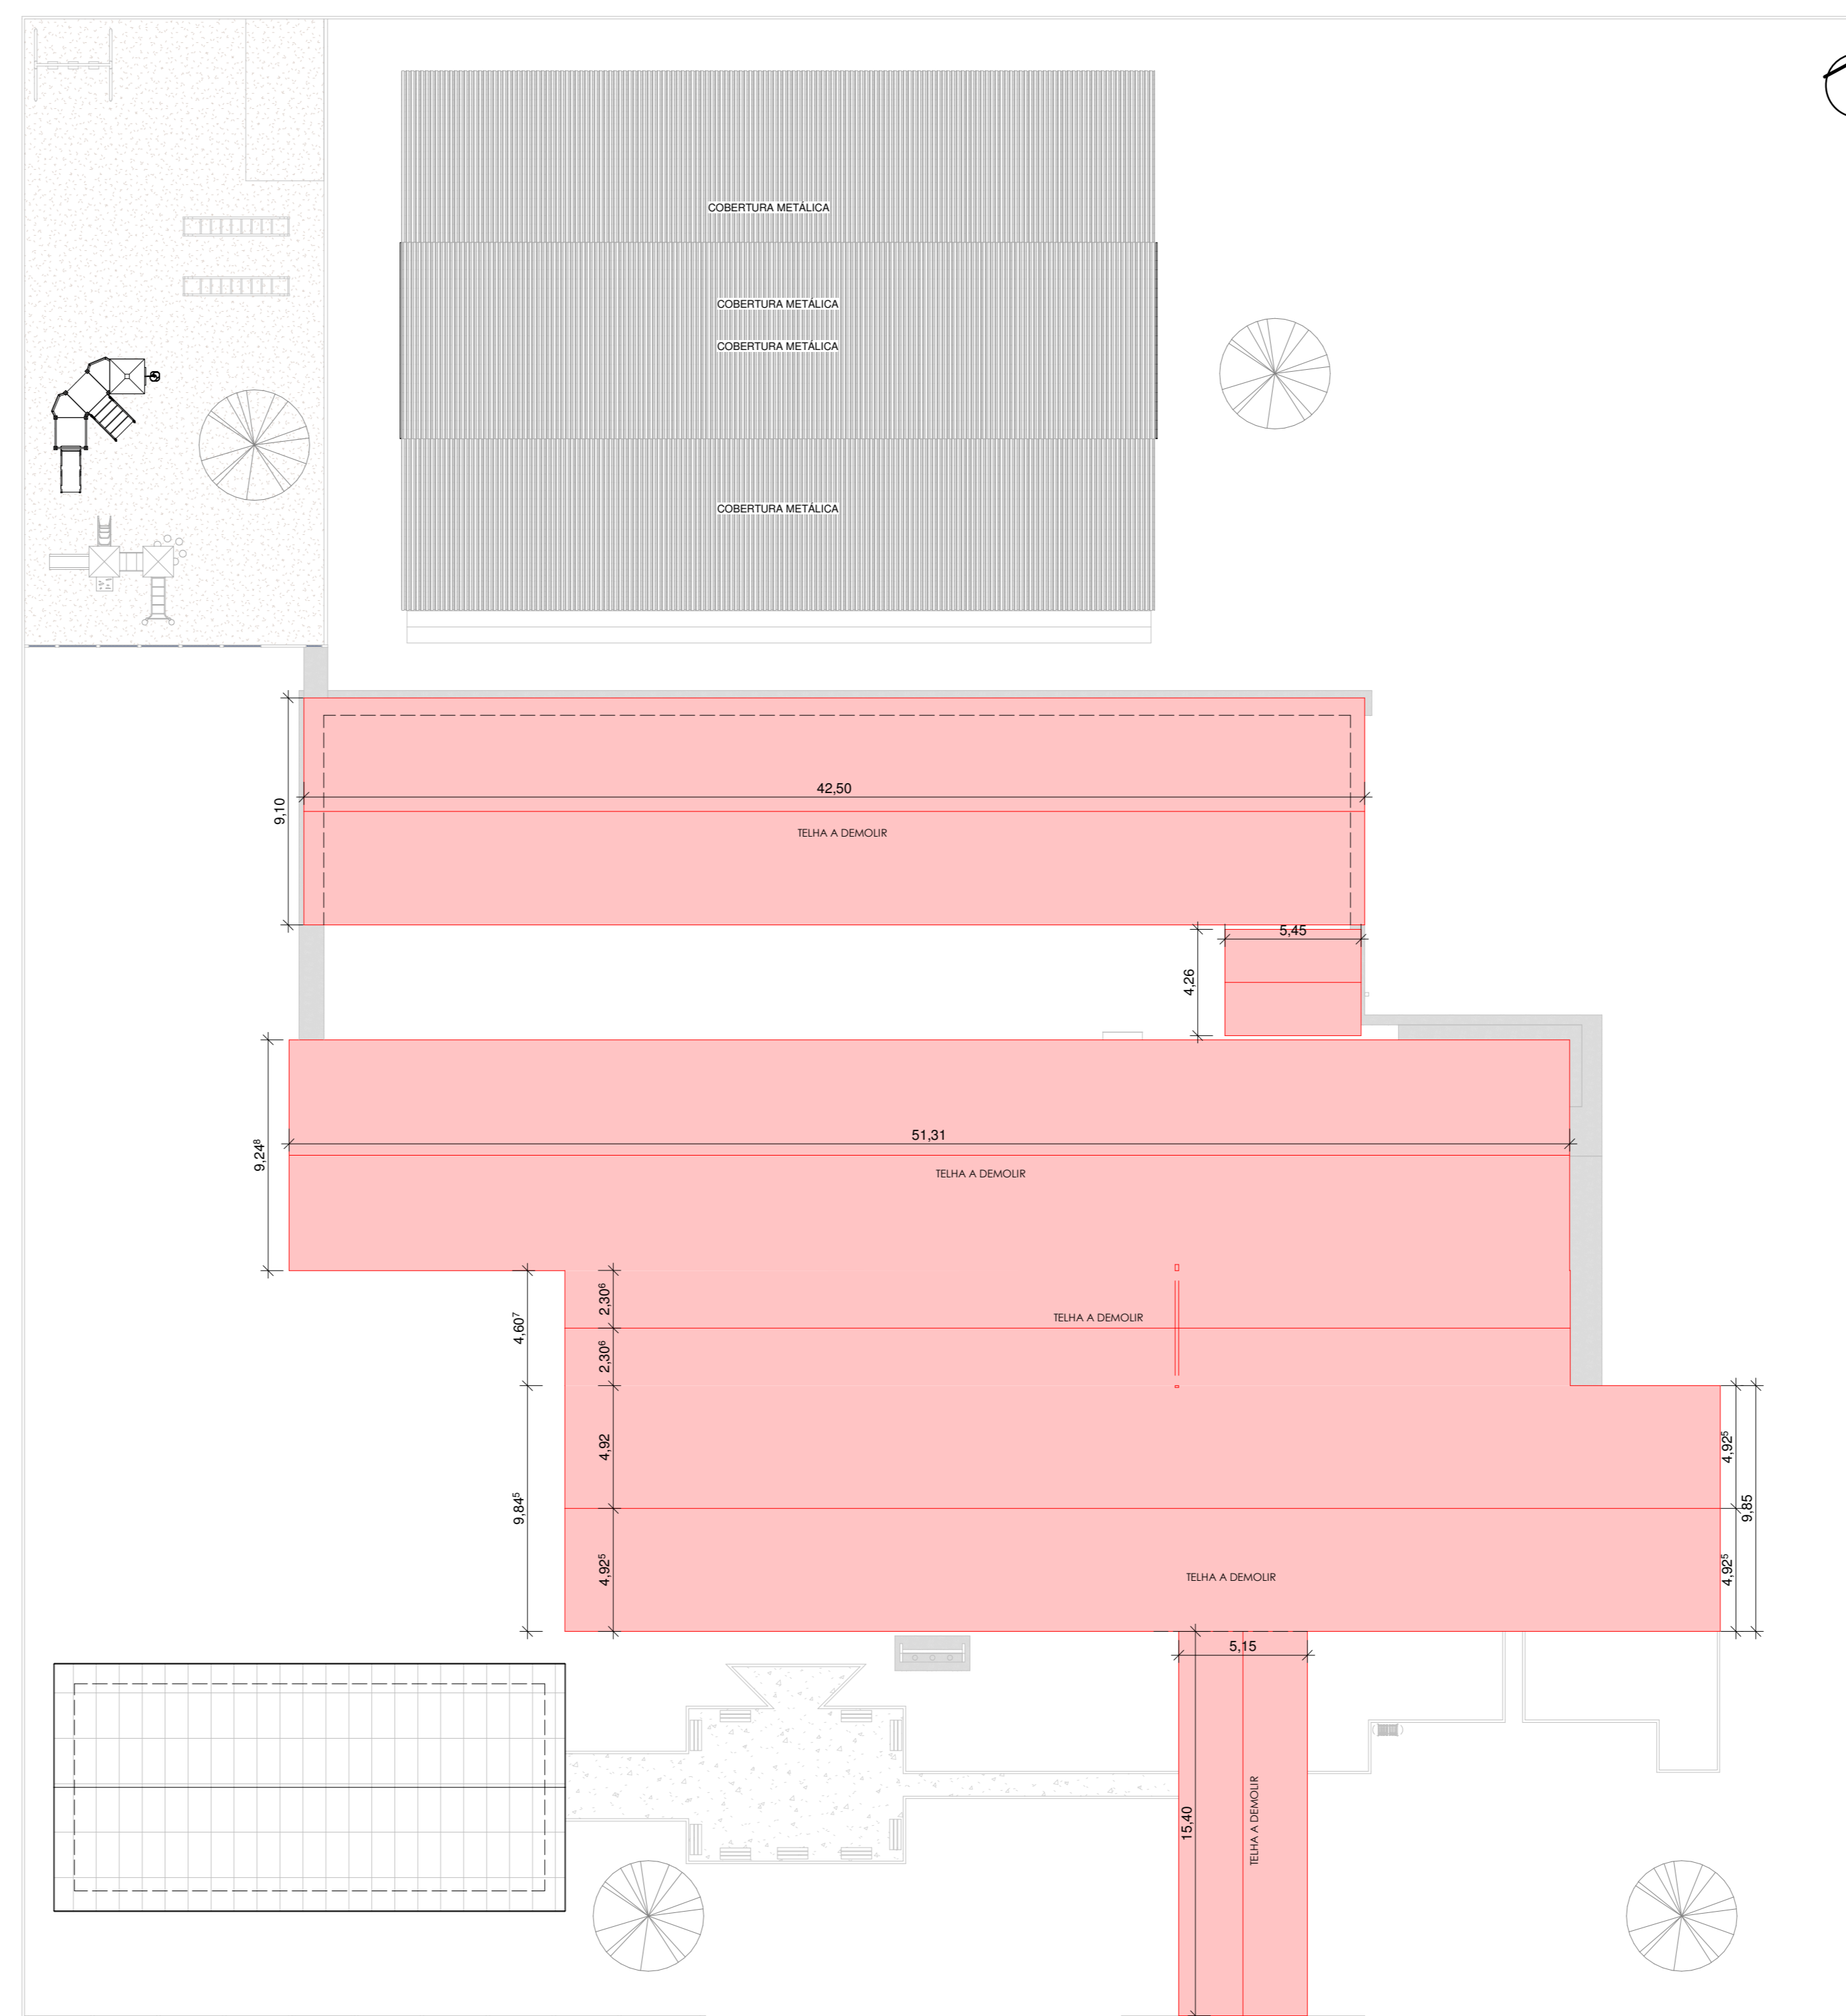 COBERTURA METÁLICA
COBERTURA METÁLICA
COBERTURA METÁLICA
COBERTURA METÁLICA
42,50
9,10
TELHA A DEMOLIR
5,45
4,26
51,31
9,24⁸
TELHA A DEMOLIR
2,30⁶
4,60⁷
TELHA A DEMOLIR
2,30⁶
4,92
4,92⁵
9,84⁵
9,85
4,92⁵
4,92⁵
TELHA A DEMOLIR
5,15
15,40
TELHA A DEMOLIR